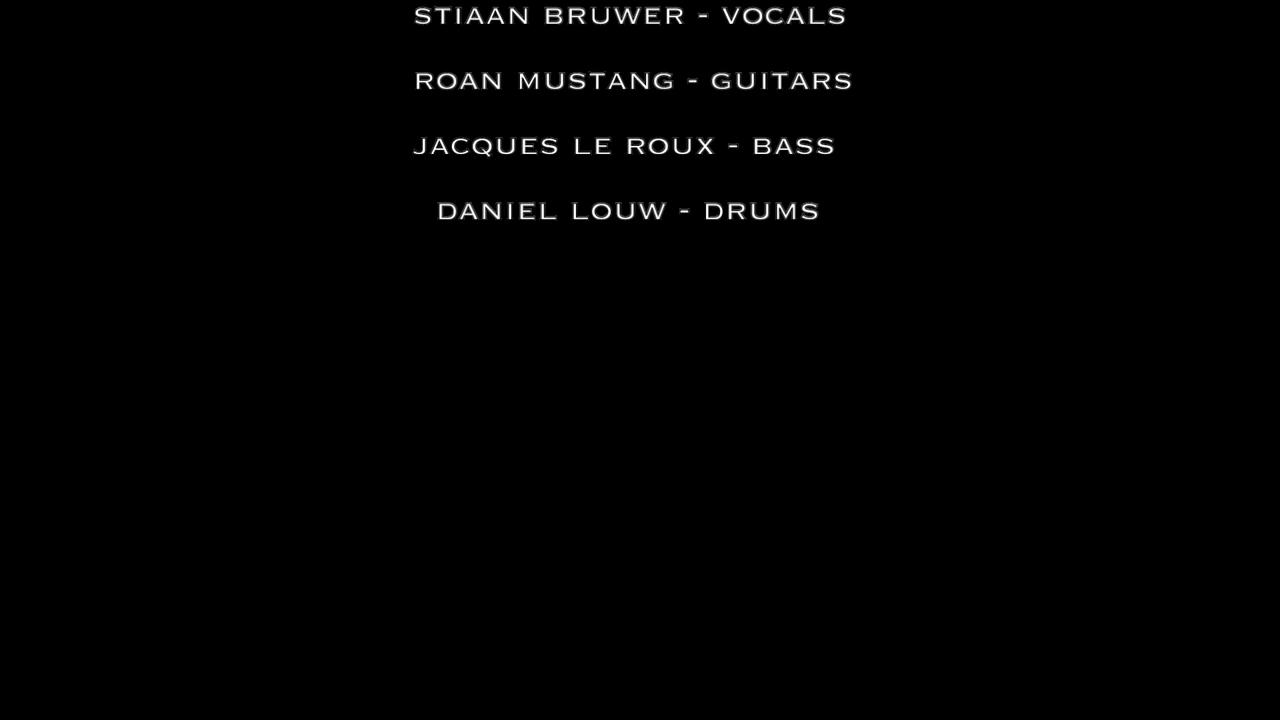 STIAAN BRUWER - VOCALS
ROAN MUSTANG - GUITARS
JACQUES LE ROUX - BASS
DANIEL LOUW - DRUMS